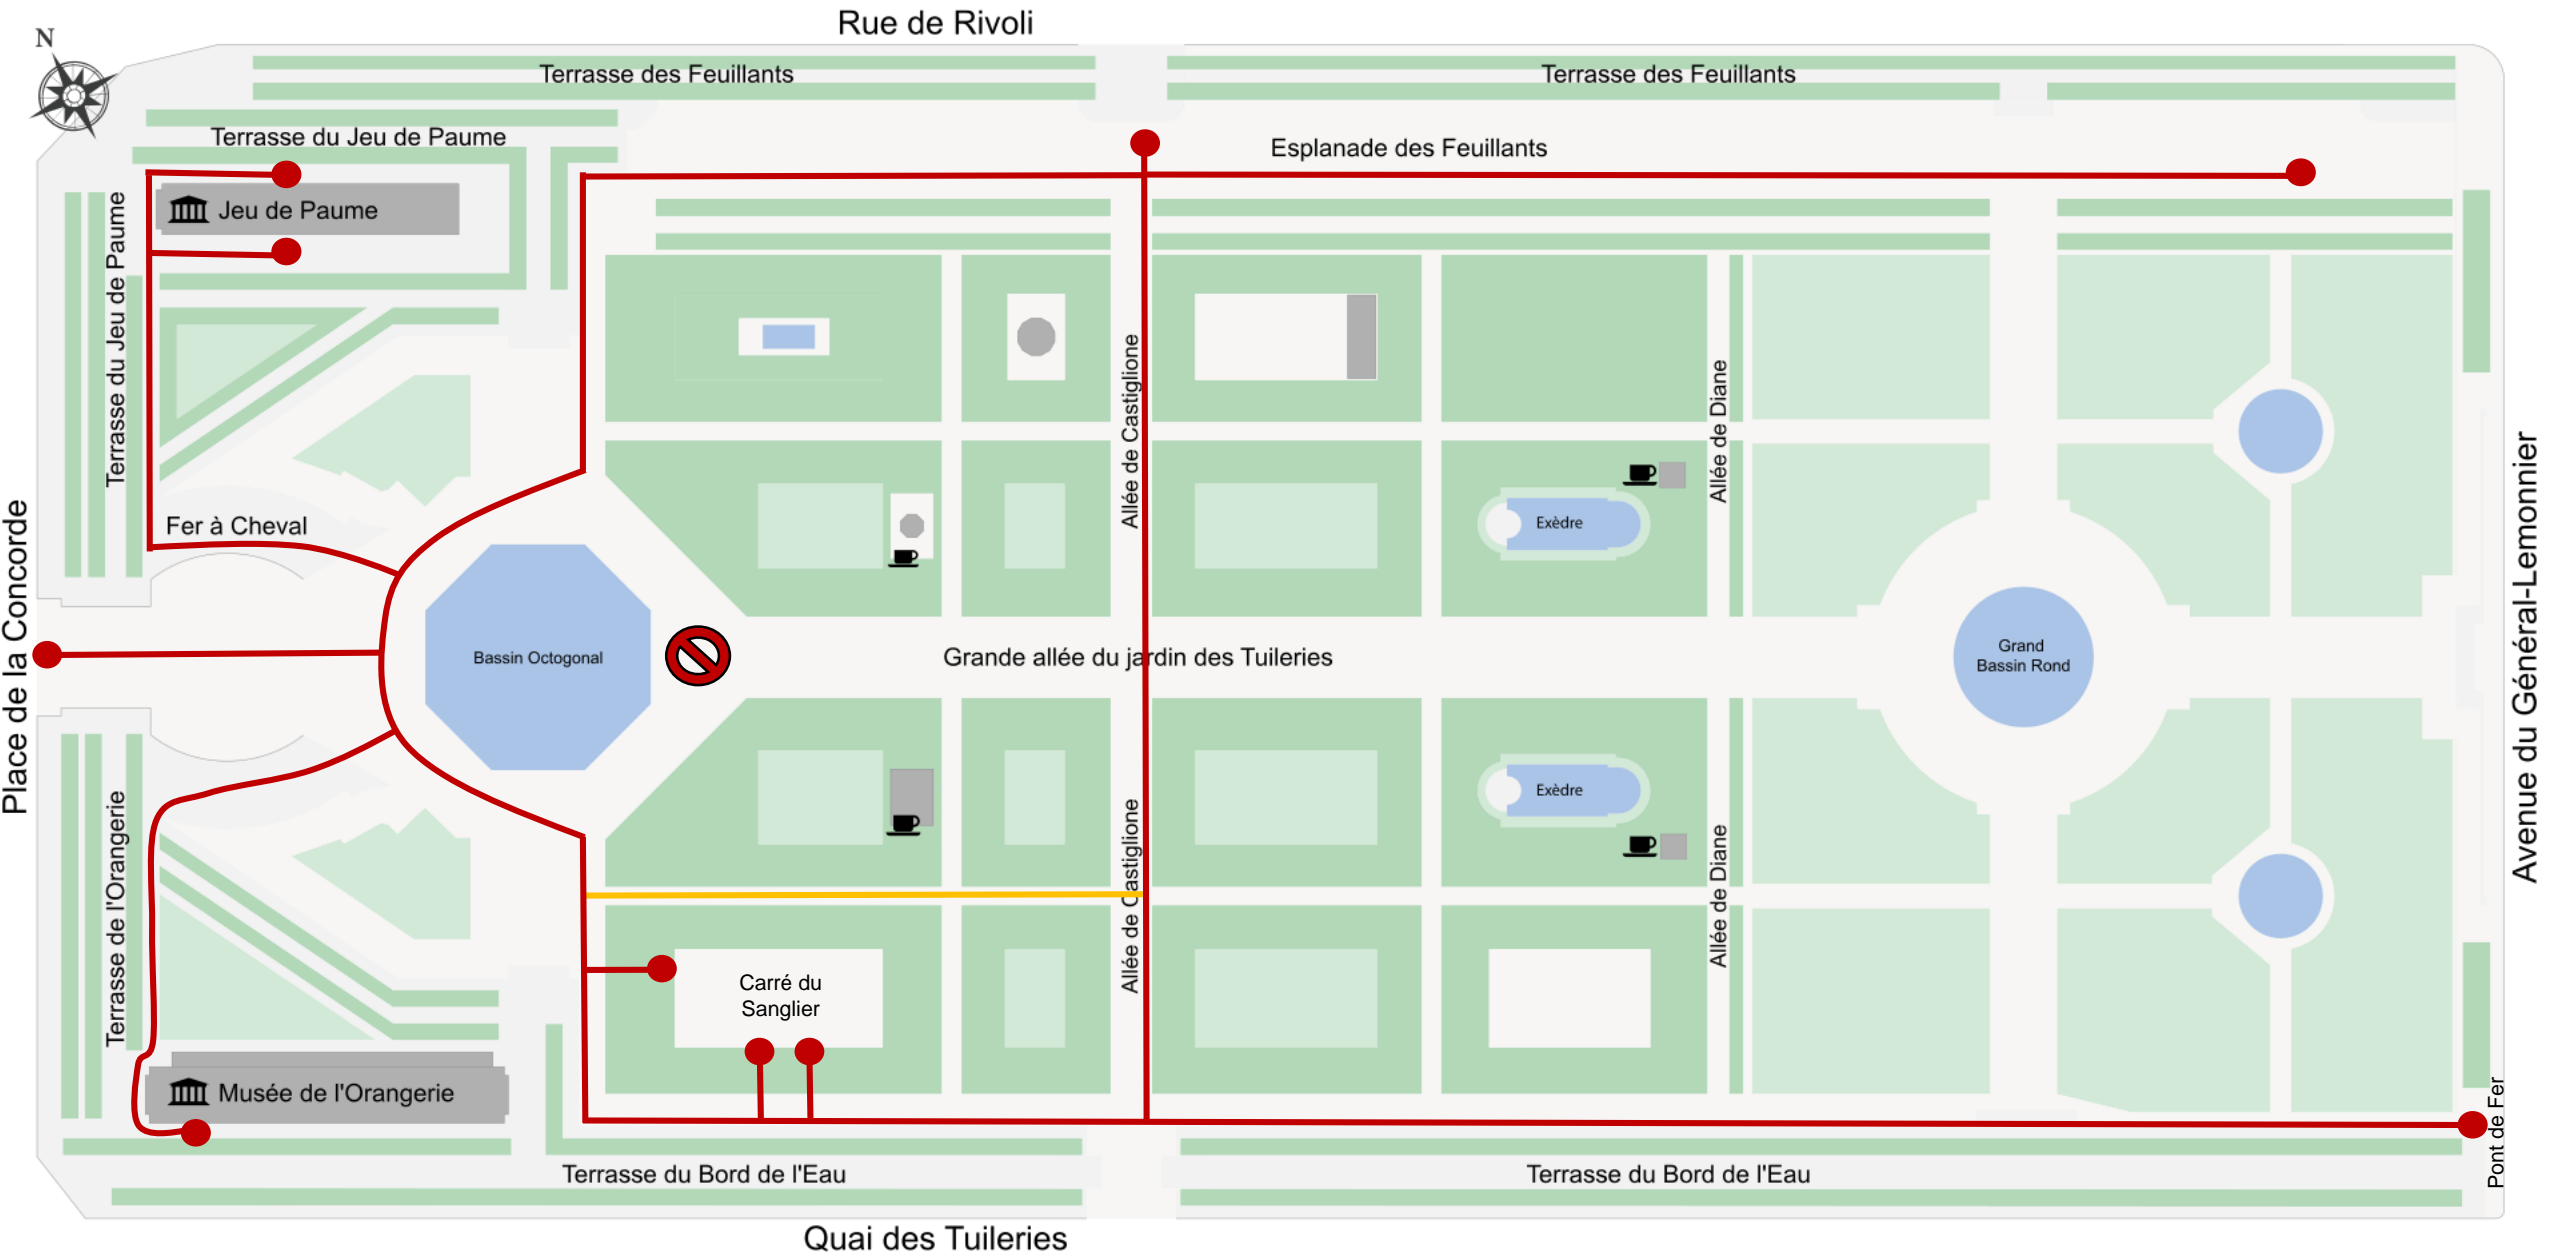 Rue de Rivoli
N
Terrasse des Feuillants
Terrasse des Feuillants
Terrasse du Jeu de Paume
Esplanade des Feuillants
Jeu de Paume
Terrasse du Jeu de Paume
Allée de Castiglione
Allée de Diane
Fer à Cheval
Exèdre
Place de la Concorde
Avenue du Général-Lemonnier
Bassin Octogonal
Grande allée du jardin des Tuileries
Grand
Bassin Rond
Exèdre
Terrasse de l'Orangerie
Allée de Castiglione
Allée de Diane
Carré du
Sanglier
Musée de l'Orangerie
Pont de Fer
Terrasse du Bord de l'Eau
Terrasse du Bord de l'Eau
Quai des Tuileries